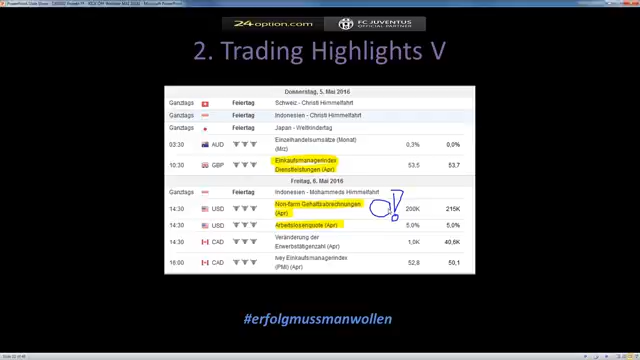 24option.com
FC JUVENTUS
OFFICIAL PARTNER
2. Trading Highlights V
Donnerstag, 5. Mai 2016
Ganztags Feiertag Schweiz - Christi Himmelfahrt
Ganztags Feiertag Indonesien - Christi Himmelfahrt
Ganztags Feiertag Japan - Weltkindertag
03:30 AUD Einzelhandelsumsätze (Monat) 0,3% 0,0%
(Mrz)
10:30 GBP Einkaufsmanagerindex 53,5 53,7
Dienstleistungen (Apr)
Freitag, 6. Mai 2016
Ganztags Feiertag Indonesien - Mohammeds Himmelfahrt
14:30 USD Non-farm Gehaltsabrechnungen 200K 215K
(Apr)
14:30 USD Arbeitslosenquote (Apr) 5,0% 5,0%
14:30 CAD Veränderung der 1,0K 40,6K
Erwerbstätigenzahl (Apr)
16:00 CAD Ivey Einkaufsmanagerindex 52,8 50,1
(PMI) (Apr)
#erfolgmussmanwollen